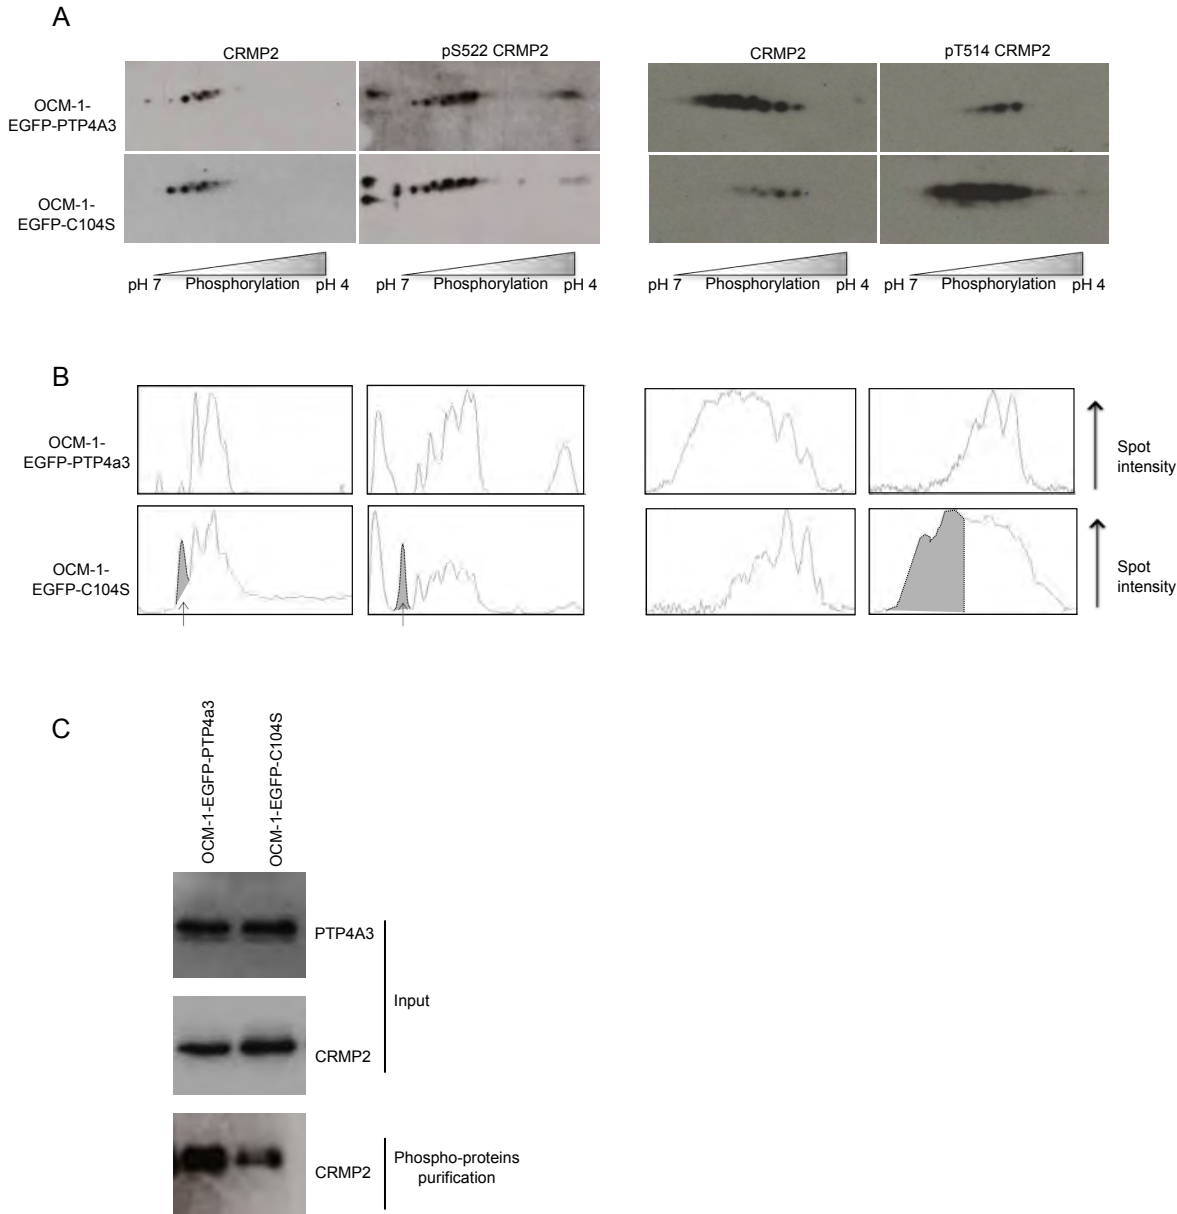 A
CRMP2
pS522 CRMP2
CRMP2
pT514 CRMP2
OCM-1-
EGFP-PTP4A3
OCM-1-
EGFP-C104S
pH 7 Phosphorylation pH 4
pH 7 Phosphorylation pH 4
pH 7 Phosphorylation pH 4
pH 7 Phosphorylation pH 4
B
OCM-1-
EGFP-PTP4a3
Spot
intensity
OCM-1-
EGFP-C104S
Spot
intensity
C
OCM-1-EGFP-PTP4a3
OCM-1-EGFP-C104S
PTP4A3
Input
CRMP2
CRMP2
Phospho-proteins
purification